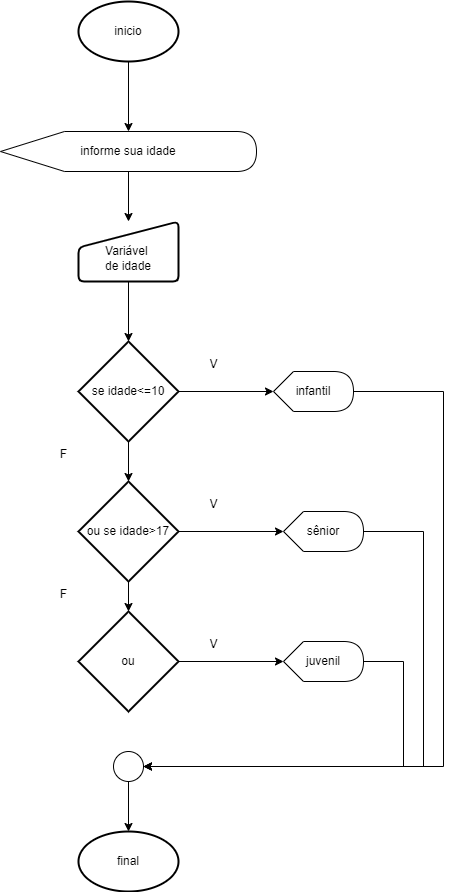 inicio
informe sua idade
Variável
de idade
V
se idade<=10
infantil
F
V
ou se idade>17
sênior
F
V
ou
juvenil
final